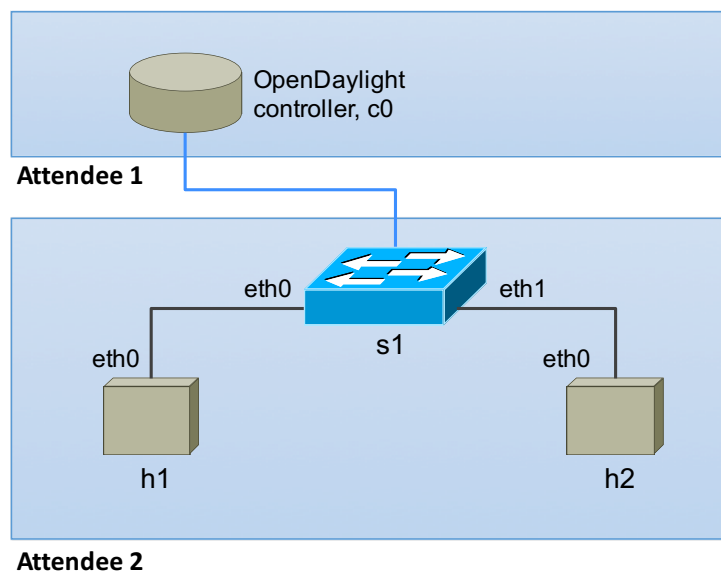 OpenDaylight
controller, c0
Attendee 1
eth0
eth1
s1
eth0
eth0
h1
h2
Attendee 2